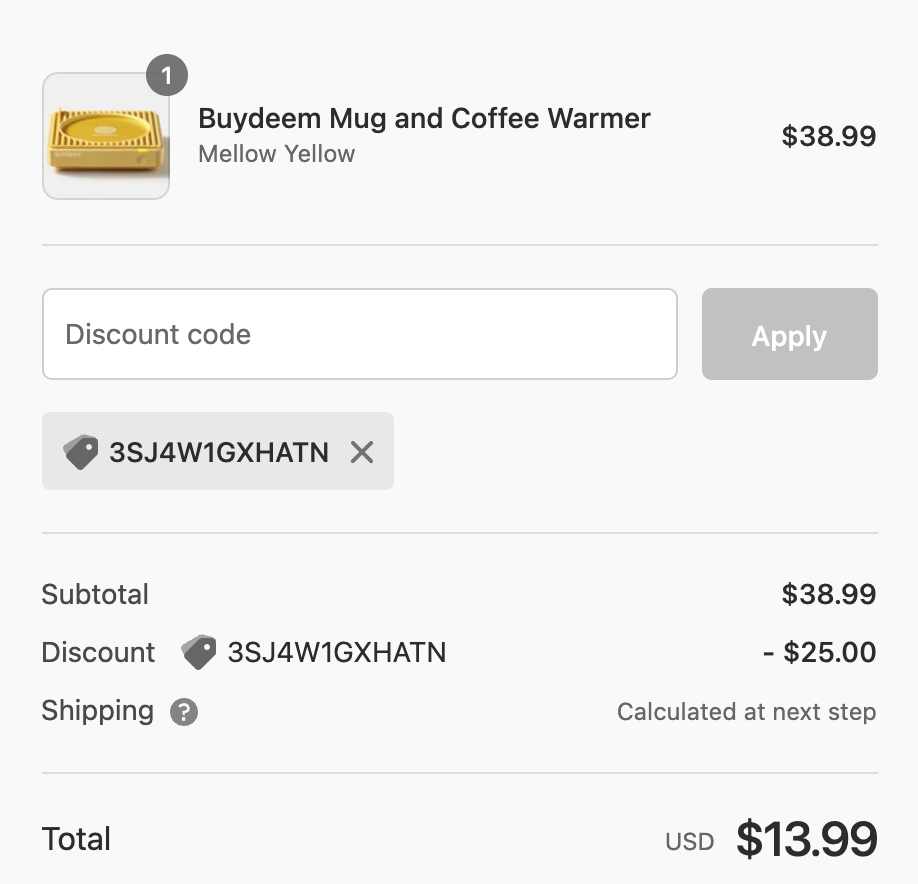 1
Buydeem Mug and Coffee Warmer
Mellow Yellow
$38.99
BUYDEEM
Discount code
Apply
3SJ4W1GXHATN
Subtotal
$38.99
Discount 3SJ4W1GXHATN
- $25.00
Shipping ?
Calculated at next step
Total
USD $13.99